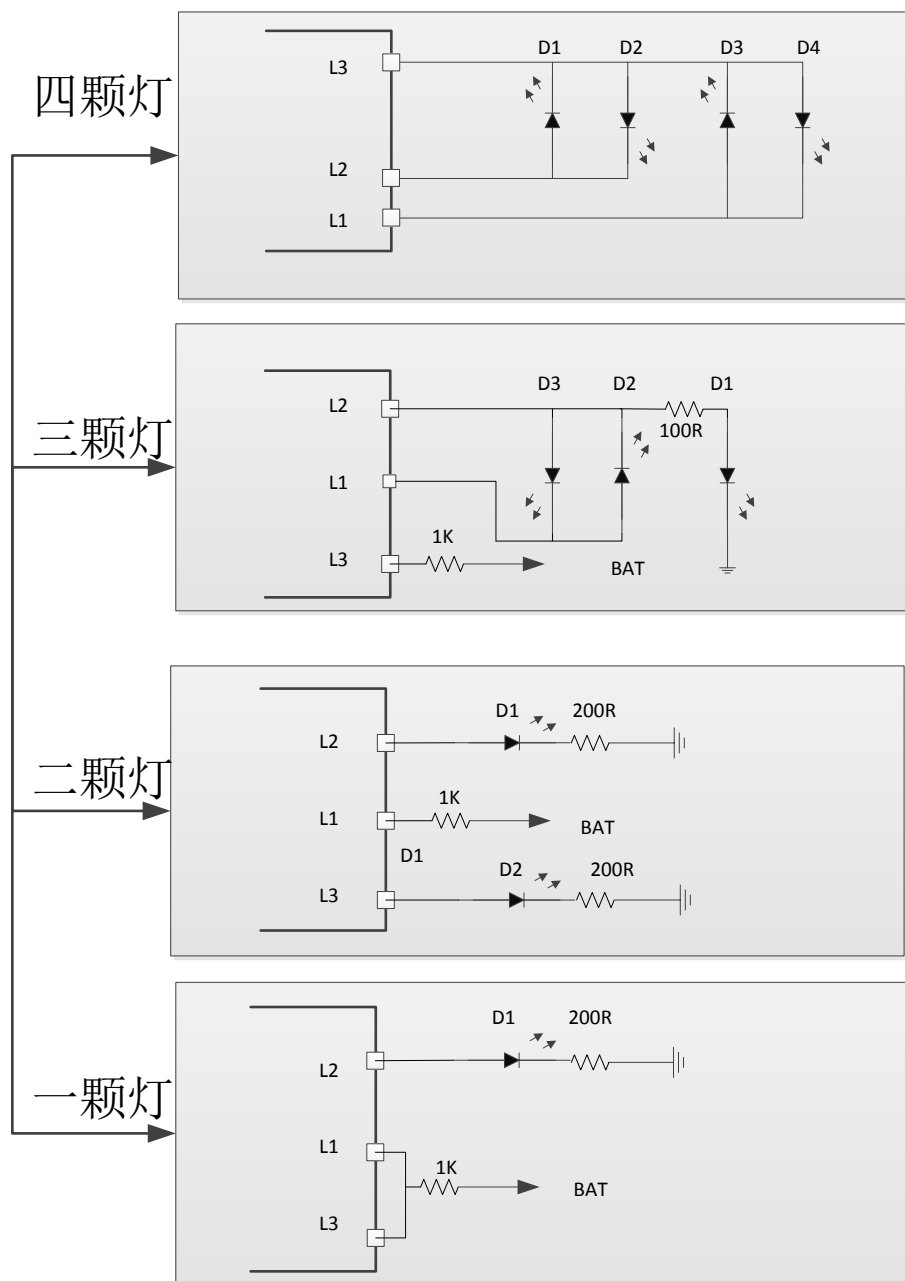 四颗灯
L3
D1 D2 D3 D4
L2
L1
三颗灯
L2
D3 D2 D1
100R
L1
1K
L3
BAT
二颗灯
L2
D1 200R
L1
1K
BAT
D1
L3
D2 200R
一颗灯
L2
D1 200R
L1
1K
BAT
L3